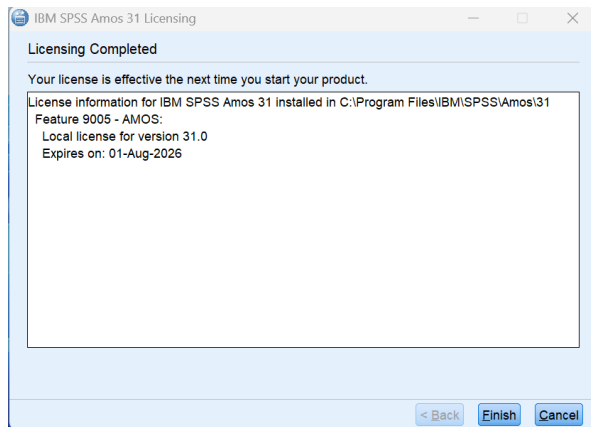 IBM SPSS Amos 31 Licensing
Licensing Completed
Your license is effective the next time you start your product.
License information for IBM SPSS Amos 31 installed in C:\Program Files\IBM\SPSS\Amos\31
Feature 9005 - AMOS:
Local license for version 31.0
Expires on: 01-Aug-2026
< Back Finish Cancel